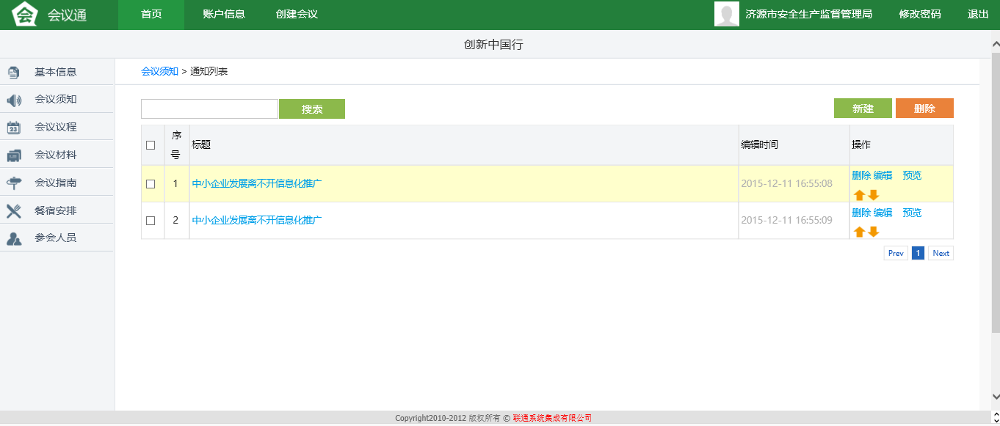 会议通 首页 账户信息 创建会议 济源市安全生产监督管理局 修改密码 退出
创新中国行
基本信息
会议须知
会议议程
23
会议材料
会议指南
餐宿安排
参会人员
会议须知 > 通知列表
搜索 新建 删除
序号 标题 编辑时间 操作
1 中小企业发展离不开信息化推广 2015-12-11 16:55:08 删除 编辑 预览
2 中小企业发展离不开信息化推广 2015-12-11 16:55:09 删除 编辑 预览
Prev 1 Next
Copyright2010-2012 版权所有 © 联通系统集成有限公司